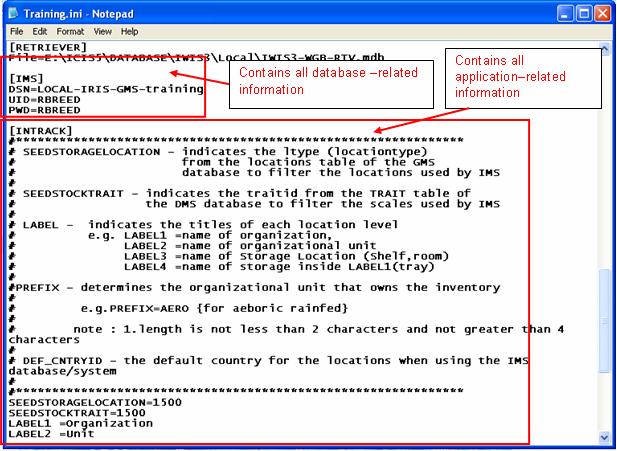 Training.ini - Notepad
File Edit Format View Help
[RETRIEVER]
File=E:\ICIS5\DATABASE\IWIS3\Local\IWIS3-WGB-RTV.mdb
[IMS]
DSN=LOCAL-IRIS-GMS-training
UID=RBREED
PWD=RBREED
Contains all database –related
information
Contains all
application–related
information
[INTRACK]
#**************************************************************
# SEEDSTORAGELOCATION - indicates the ltype (locationtype)
# from the locations table of the GMS
# database to filter the locations used by IMS
#
# SEEDSTOCKTRAIT - indicates the traitid from the TRAIT table of
# the DMS database to filter the scales used by IMS
#
# LABEL - indicates the titles of each location level
# e.g. LABEL1 =name of organization,
# LABEL2 =name of organizational unit
# LABEL3 =name of Storage Location (Shelf,room)
# LABEL4 =name of storage inside LABEL1(tray)
#
#PREFIX - determines the organizational unit that owns the inventory
#
# e.g.PREFIX=AERO {for aeboric rainfed}
#
# note : 1.length is not less than 2 characters and not greater than 4
characters
#
# DEF_CNTRYID - the default country for the locations when using the IMS
database/system
#
#**************************************************************
SEEDSTORAGELOCATION=1500
SEEDSTOCKTRAIT=1500
LABEL1 =Organization
LABEL2 =Unit